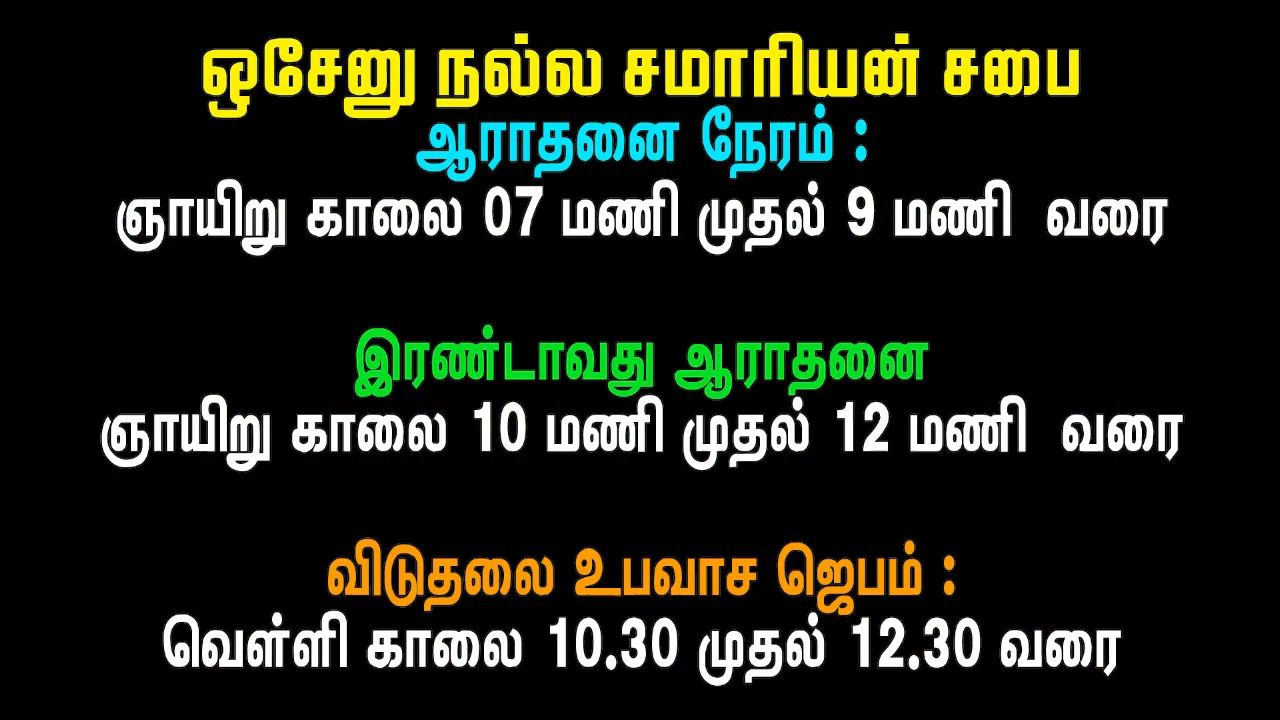 ஒசேனு நல்ல சமாரியன் சபை
ஆராதனை நேரம் :
ஞாயிறு காலை 07 மணி முதல் 9 மணி வரை
இரண்டாவது ஆராதனை
ஞாயிறு காலை 10 மணி முதல் 12 மணி வரை
விடுதலை உபவாச ஜெபம் :
வெள்ளி காலை 10.30 முதல் 12.30 வரை